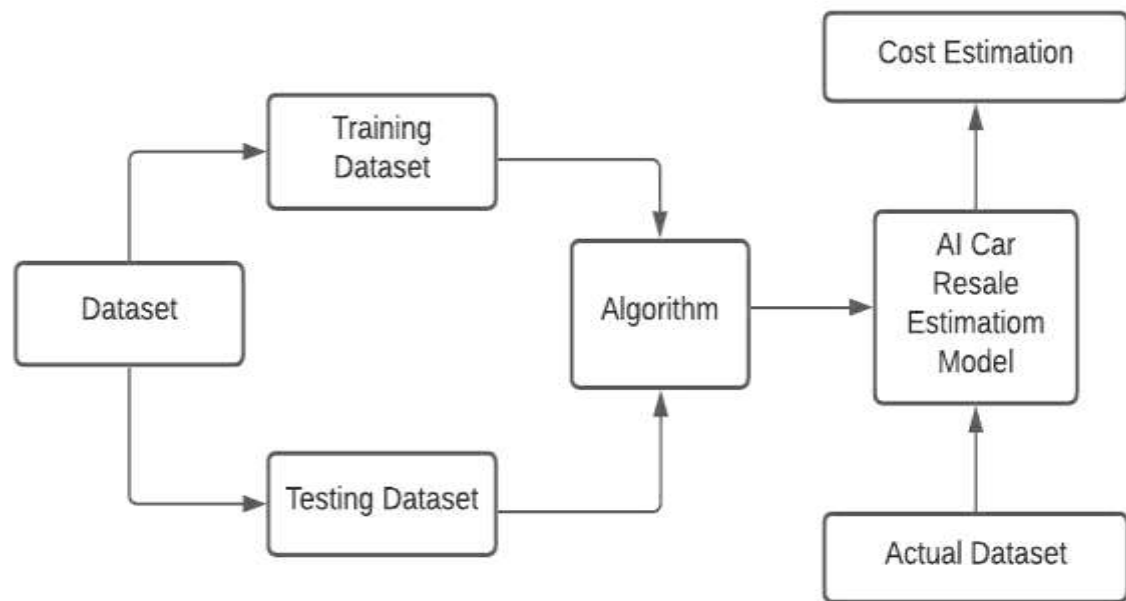 Cost Estimation
Training
Dataset
Dataset
Algorithm
AI Car
Resale
Estimatiom
Model
Testing Dataset
Actual Dataset